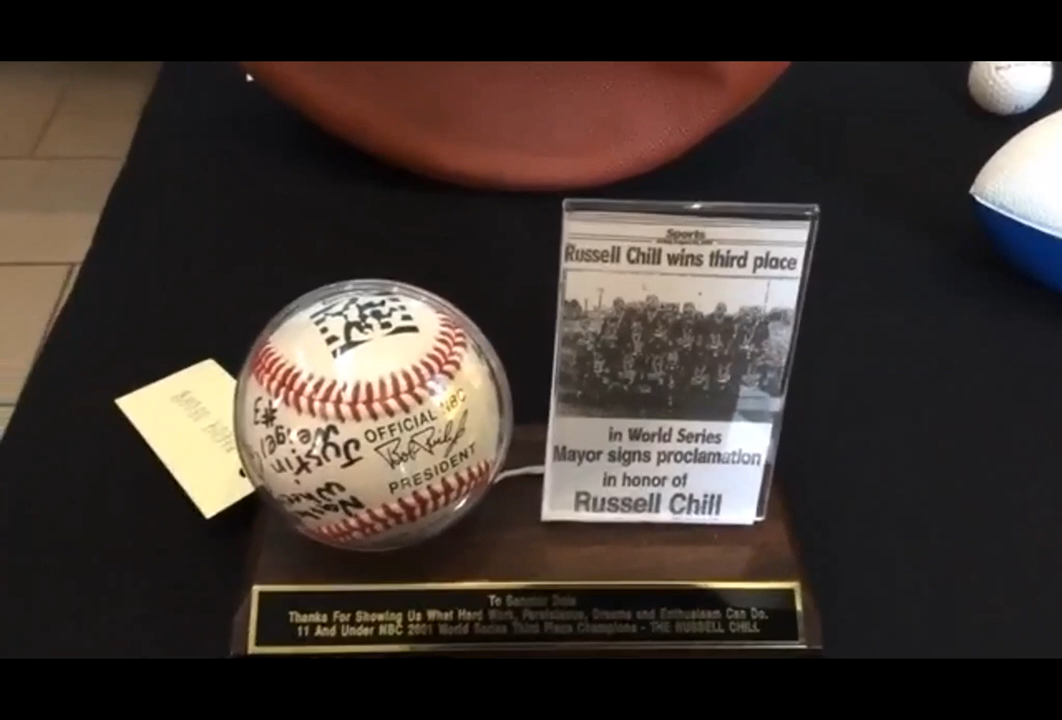 Sports
Russell Chill wins third place
in World Series
Mayor signs proclamation
in honor of
Russell Chill
OFFICIAL NBC
PRESIDENT
#3
Justin
To Senator Dole
Thanks For Showing Us What Hard Work, Persistence, Dreams and Enthusiasm Can Do.
11 And Under NBC 2001 World Series Third Place Champions - THE RUSSELL CHILL